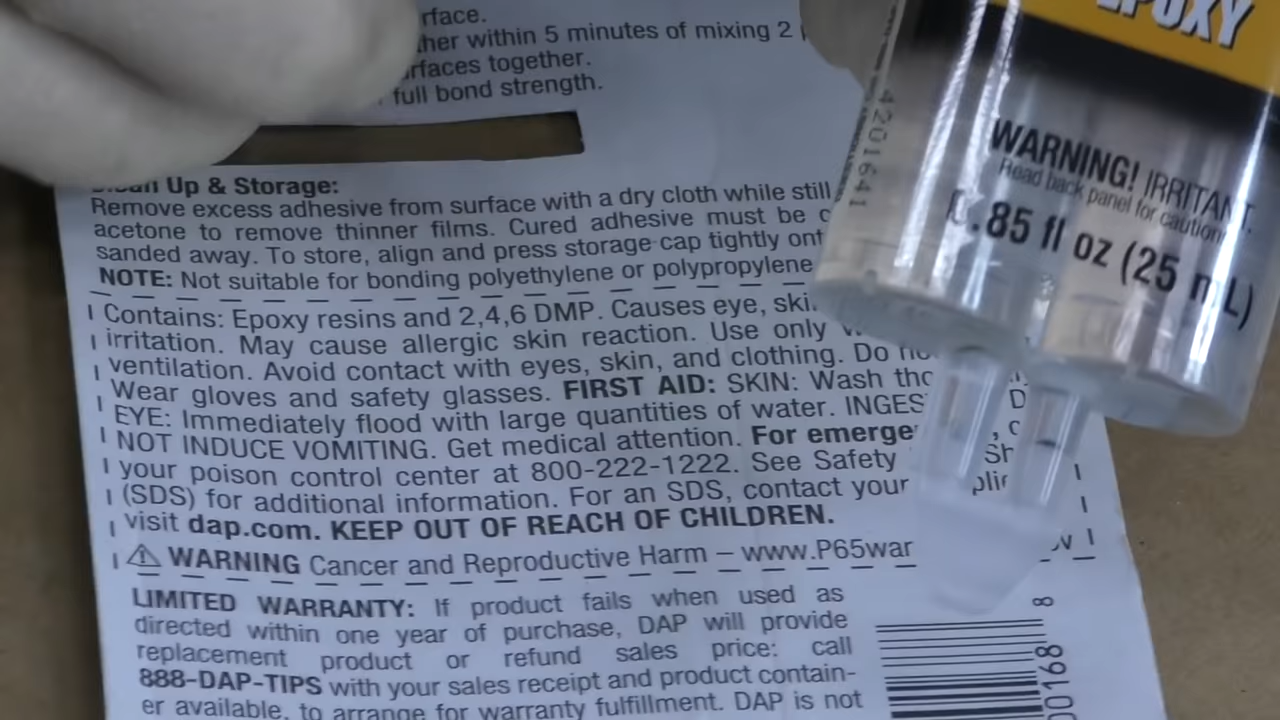 rface.
her within 5 minutes of mixing 2
rfaces together.
full bond strength.
Up & Storage:
Remove excess adhesive from surface with a dry cloth while still
acetone to remove thinner films. Cured adhesive must be
sanded away. To store, align and press storage cap tightly
NOTE: Not suitable for bonding polyethylene or polypropylene
Contains: Epoxy resins and 2,4,6 DMP. Causes eye,
irritation. May cause allergic skin reaction. Use only
ventilation. Avoid contact with eyes, skin, and clothing. Do
Wear gloves and safety glasses. FIRST AID: SKIN: Wash
EYE: Immediately flood with large quantities of water.
NOT INDUCE VOMITING. Get medical attention. For
your poison control center at 800-222-1222. See Safety
(SDS) for additional information. For an SDS, contact your
visit dap.com. KEEP OUT OF REACH OF CHILDREN.
⚠ WARNING Cancer and Reproductive Harm – www.P65war
LIMITED WARRANTY: If product fails when used as
directed within one year of purchase, DAP will provide
replacement product or refund sales price: call
888-DAP-TIPS with your sales receipt and product contain-
er available, to arrange for warranty fulfillment. DAP is not
00168 8
EPOXY
WARNING! IRRITANT.
Read back panel for cautions
0.85 fl oz (25 mL)
4201641